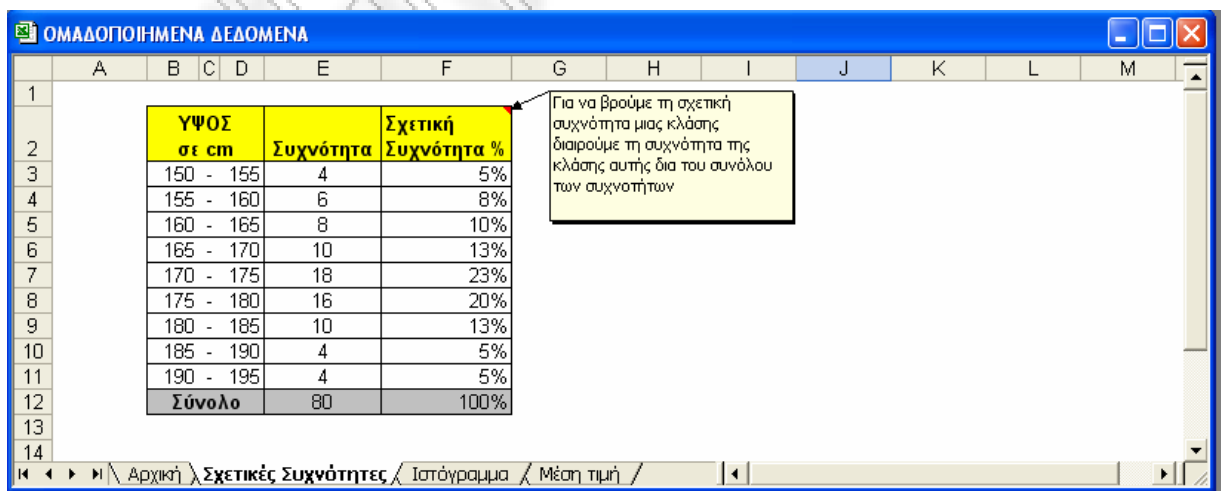 ΟΜΑΔΟΠΟΙΗΜΕΝΑ ΔΕΔΟΜΕΝΑ
A B C D E F G H I J K L M
1
2 ΥΨΟΣ σε cm Συχνότητα Σχετική Συχνότητα %
Για να βρούμε τη σχετική
συχνότητα μιας κλάσης
διαιρούμε τη συχνότητα της
κλάσης αυτής δια του συνόλου
των συχνοτήτων
3 150 - 155 4 5%
4 155 - 160 6 8%
5 160 - 165 8 10%
6 165 - 170 10 13%
7 170 - 175 18 23%
8 175 - 180 16 20%
9 180 - 185 10 13%
10 185 - 190 4 5%
11 190 - 195 4 5%
12 Σύνολο 80 100%
13
14
Αρχική Σχετικές Συχνότητες Ιστόγραμμα Μέση τιμή